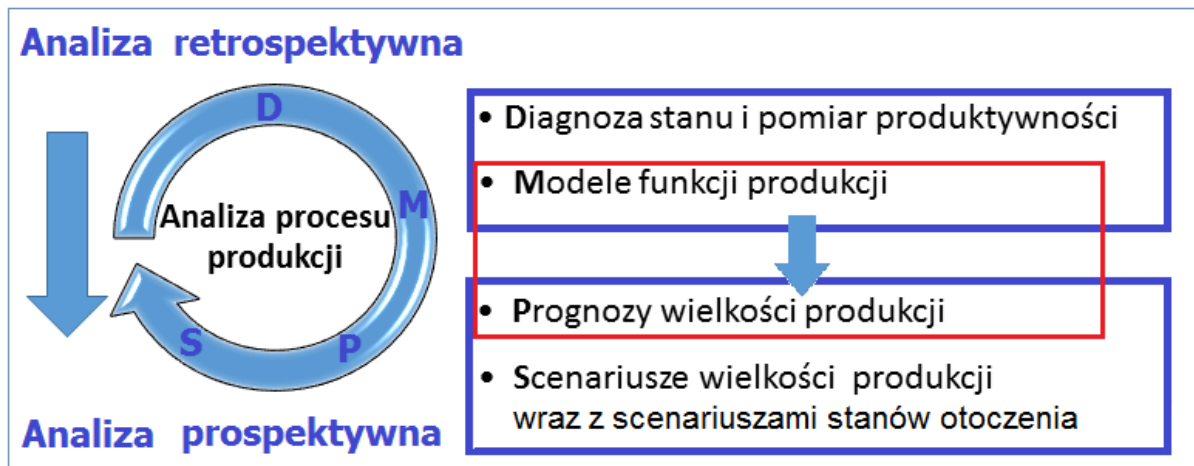 Analiza retrospektywna
D
M
P
S
Analiza procesu
produkcji
Analiza prospektywna
• Diagnoza stanu i pomiar produktywności
• Modele funkcji produkcji
• Prognozy wielkości produkcji
• Scenariusze wielkości produkcji
wraz z scenariuszami stanów otoczenia